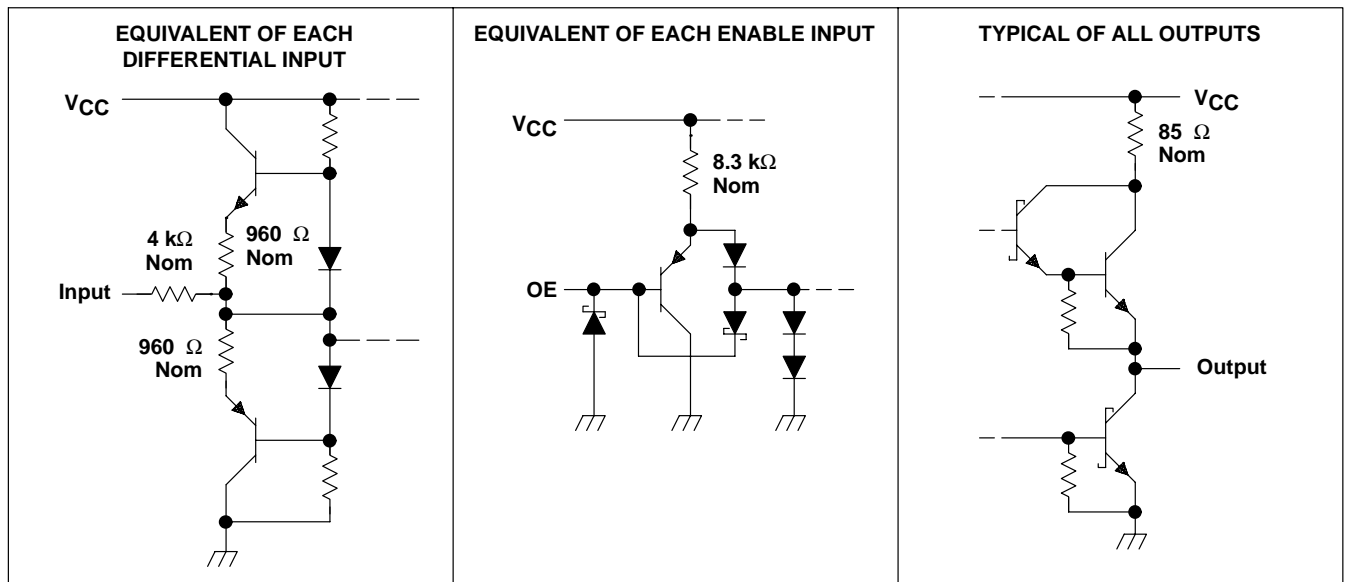 EQUIVALENT OF EACH
DIFFERENTIAL INPUT
VCC
4 kΩ
Nom
960 Ω
Nom
Input
960 Ω
Nom
EQUIVALENT OF EACH ENABLE INPUT
VCC
8.3 kΩ
Nom
OE
TYPICAL OF ALL OUTPUTS
VCC
85 Ω
Nom
Output